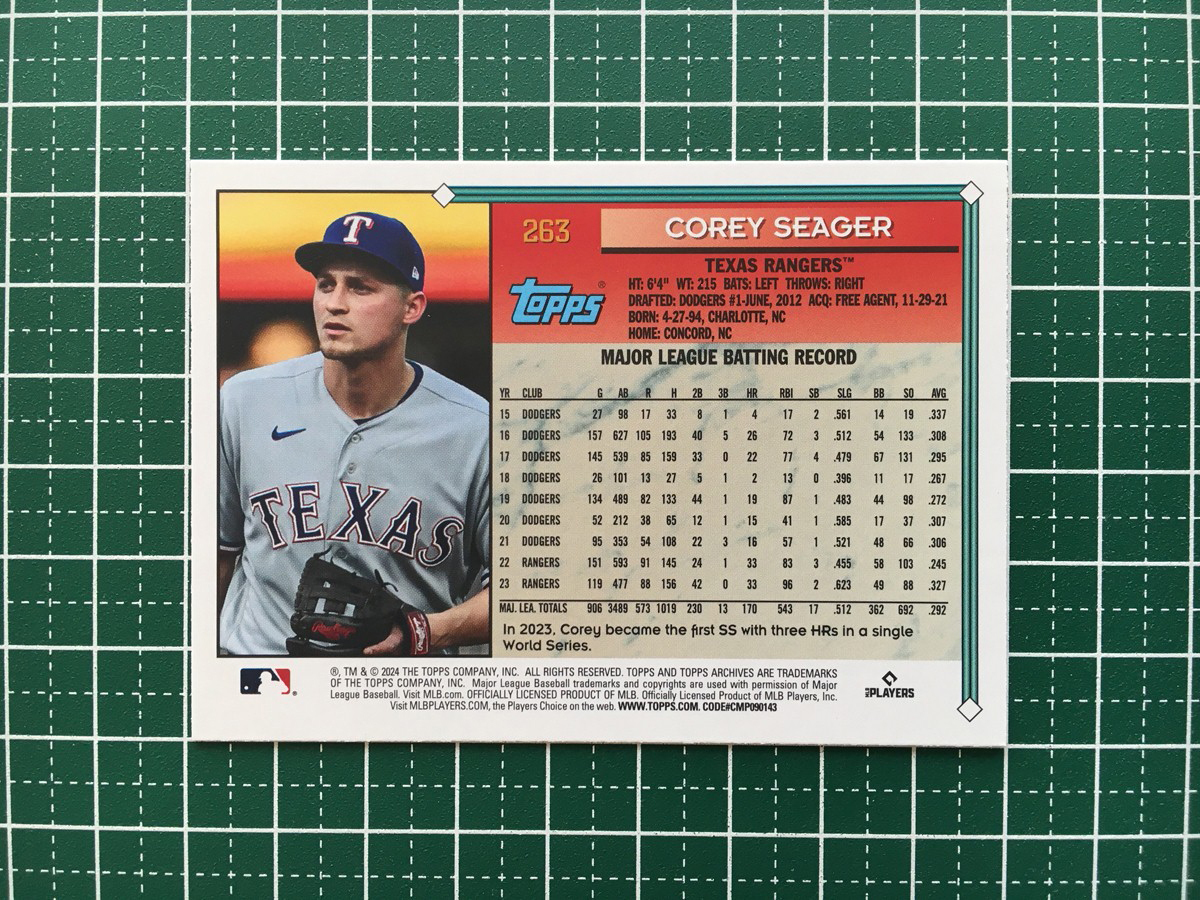 263
COREY SEAGER
TEXAS RANGERS™
topps®
HT: 6'4" WT: 215 BATS: LEFT THROWS: RIGHT
DRAFTED: DODGERS #1-JUNE, 2012 ACQ: FREE AGENT, 11-29-21
BORN: 4-27-94, CHARLOTTE, NC
HOME: CONCORD, NC
T
TEXAS
Rawlings
MAJOR LEAGUE BATTING RECORD
YR CLUB G AB R H 2B 3B HR RBI SB SLG BB SO AVG
15 DODGERS 27 98 17 33 8 1 4 17 2 .561 14 19 .337
16 DODGERS 157 627 105 193 40 5 26 72 3 .512 54 133 .308
17 DODGERS 145 539 85 159 33 0 22 77 4 .479 67 131 .295
18 DODGERS 26 101 13 27 5 1 2 13 0 .396 11 17 .267
19 DODGERS 134 489 82 133 44 1 19 87 1 .483 44 98 .272
20 DODGERS 52 212 38 65 12 1 15 41 1 .585 17 37 .307
21 DODGERS 95 353 54 108 22 3 16 57 1 .521 48 66 .306
22 RANGERS 151 593 91 145 24 1 33 83 3 .455 58 103 .245
23 RANGERS 119 477 88 156 42 0 33 96 2 .623 49 88 .327
MAJ. LEA. TOTALS 906 3489 573 1019 230 13 170 543 17 .512 362 692 .292
In 2023, Corey became the first SS with three HRs in a single
World Series.
®, TM & © 2024 THE TOPPS COMPANY, INC. ALL RIGHTS RESERVED. TOPPS AND TOPPS ARCHIVES ARE TRADEMARKS
OF THE TOPPS COMPANY, INC. Major League Baseball trademarks and copyrights are used with permission of Major
League Baseball. Visit MLB.com. OFFICIALLY LICENSED PRODUCT OF MLB. Officially Licensed Product of MLB Players, Inc.
Visit MLBPLAYERS.COM, the Players Choice on the web. WWW.TOPPS.COM. CODE#CMP090143
MLB PLAYERS